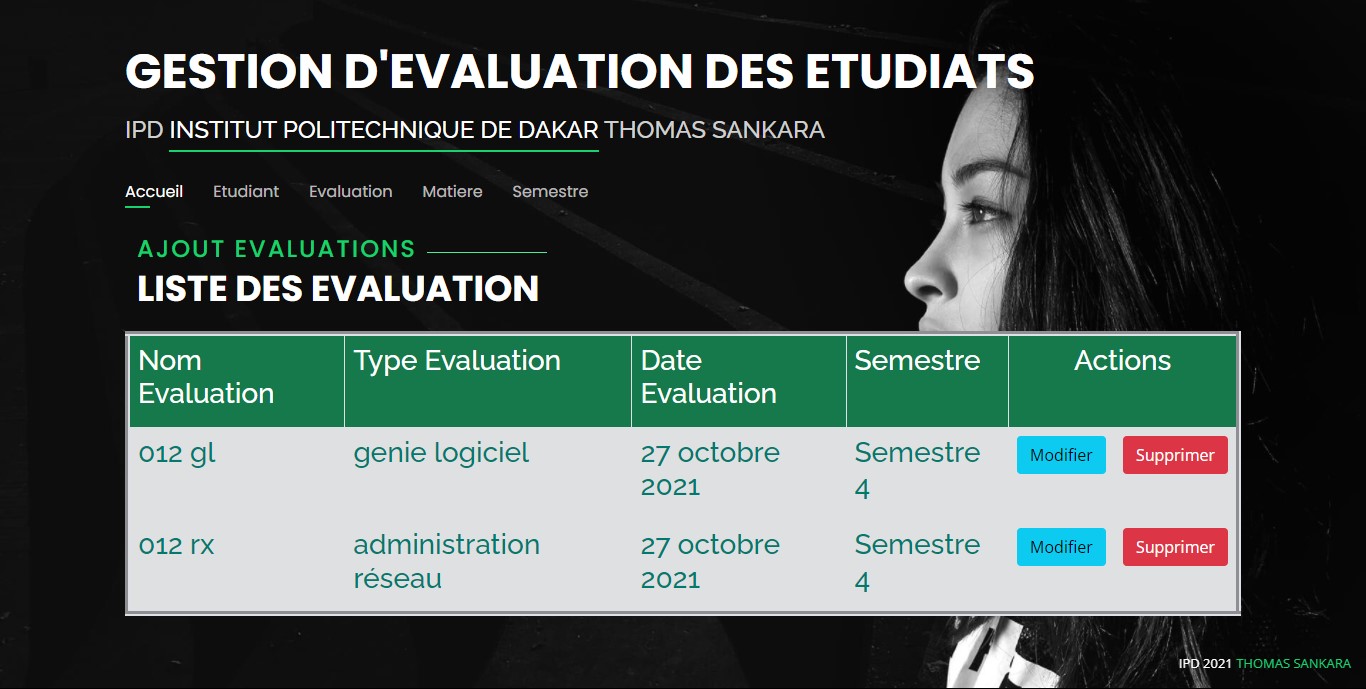 GESTION D'EVALUATION DES ETUDIATS
IPD INSTITUT POLITECHNIQUE DE DAKAR THOMAS SANKARA
Accueil Etudiant Evaluation Matiere Semestre
AJOUT EVALUATIONS
LISTE DES EVALUATION
Nom Evaluation Type Evaluation Date Evaluation Semestre Actions
012 gl genie logiciel 27 octobre 2021 Semestre 4 Modifier Supprimer
012 rx administration réseau 27 octobre 2021 Semestre 4 Modifier Supprimer
IPD 2021 THOMAS SANKARA